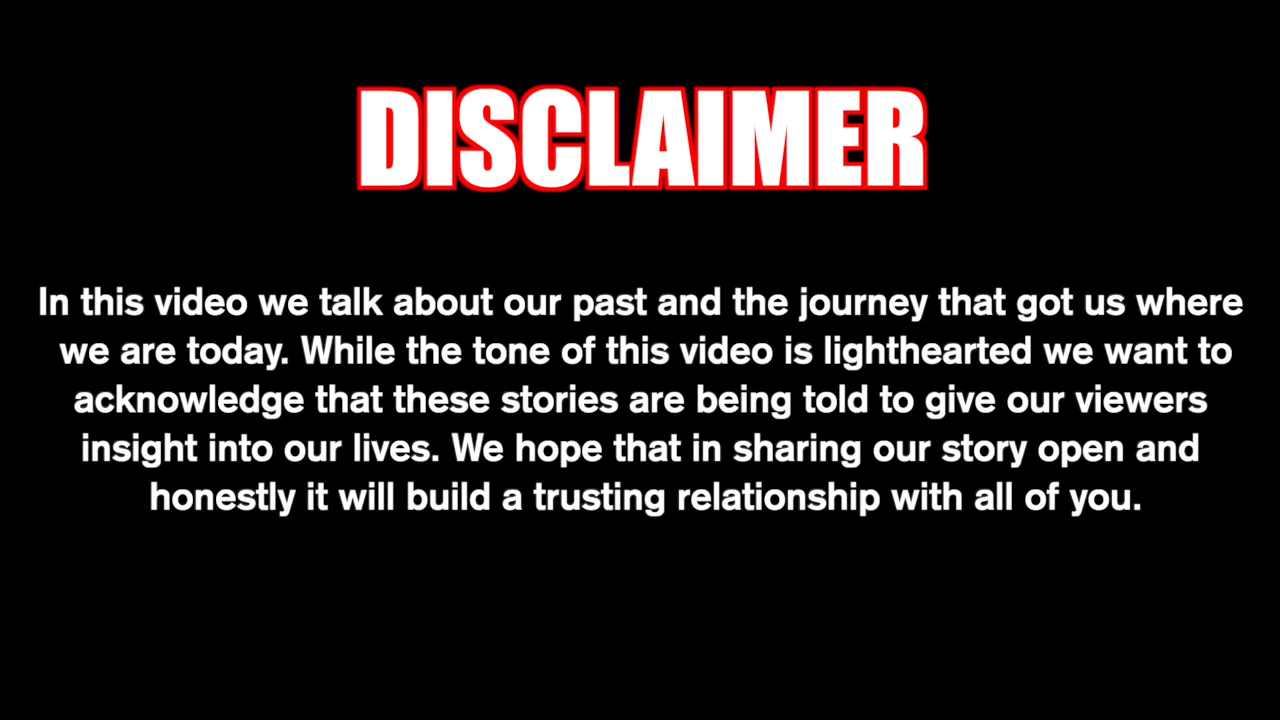 DISCLAIMER
In this video we talk about our past and the journey that got us where
we are today. While the tone of this video is lighthearted we want to
acknowledge that these stories are being told to give our viewers
insight into our lives. We hope that in sharing our story open and
honestly it will build a trusting relationship with all of you.